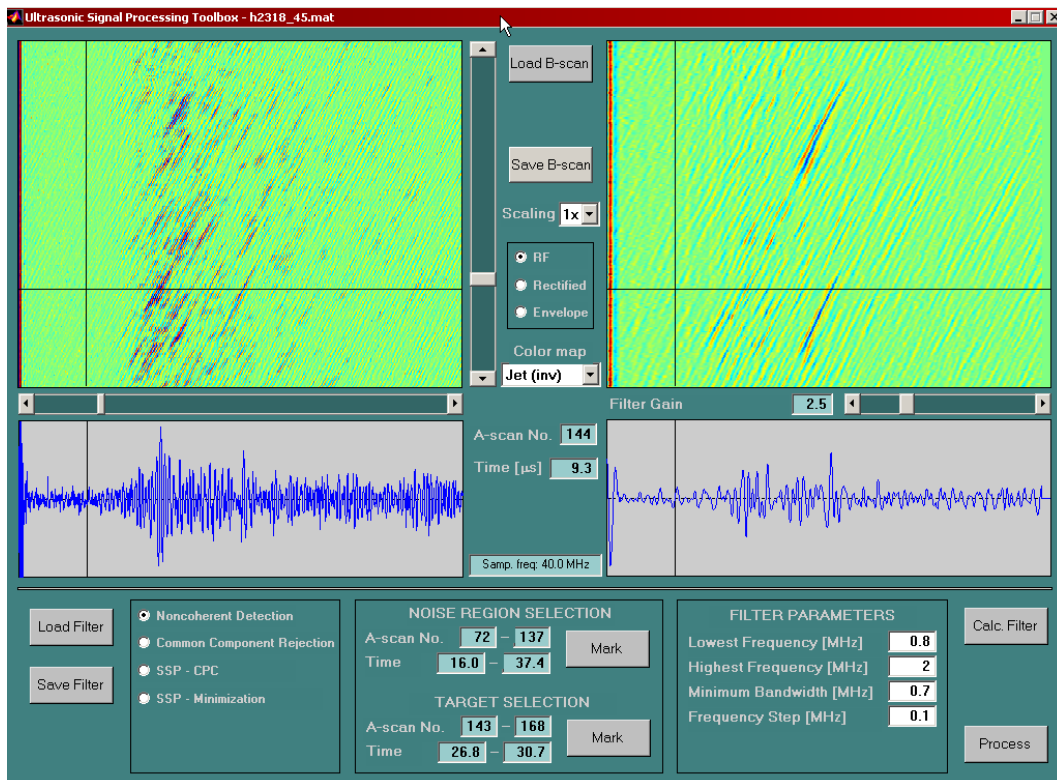 Ultrasonic Signal Processing Toolbox - h2318_45.mat
Load B-scan
Save B-scan
Scaling 1x
RF
Rectified
Envelope
Color map
Jet (inv)
Filter Gain 2.5
A-scan No. 144
Time [µs] 9.3
Samp. freq: 40.0 MHz
Load Filter
Save Filter
Noncoherent Detection
Common Component Rejection
SSP - CPC
SSP - Minimization
NOISE REGION SELECTION
A-scan No. 72 - 137
Time 16.0 - 37.4
Mark
TARGET SELECTION
A-scan No. 143 - 168
Time 26.8 - 30.7
Mark
FILTER PARAMETERS
Lowest Frequency [MHz] 0.8
Highest Frequency [MHz] 2
Minimum Bandwidth [MHz] 0.7
Frequency Step [MHz] 0.1
Calc. Filter
Process